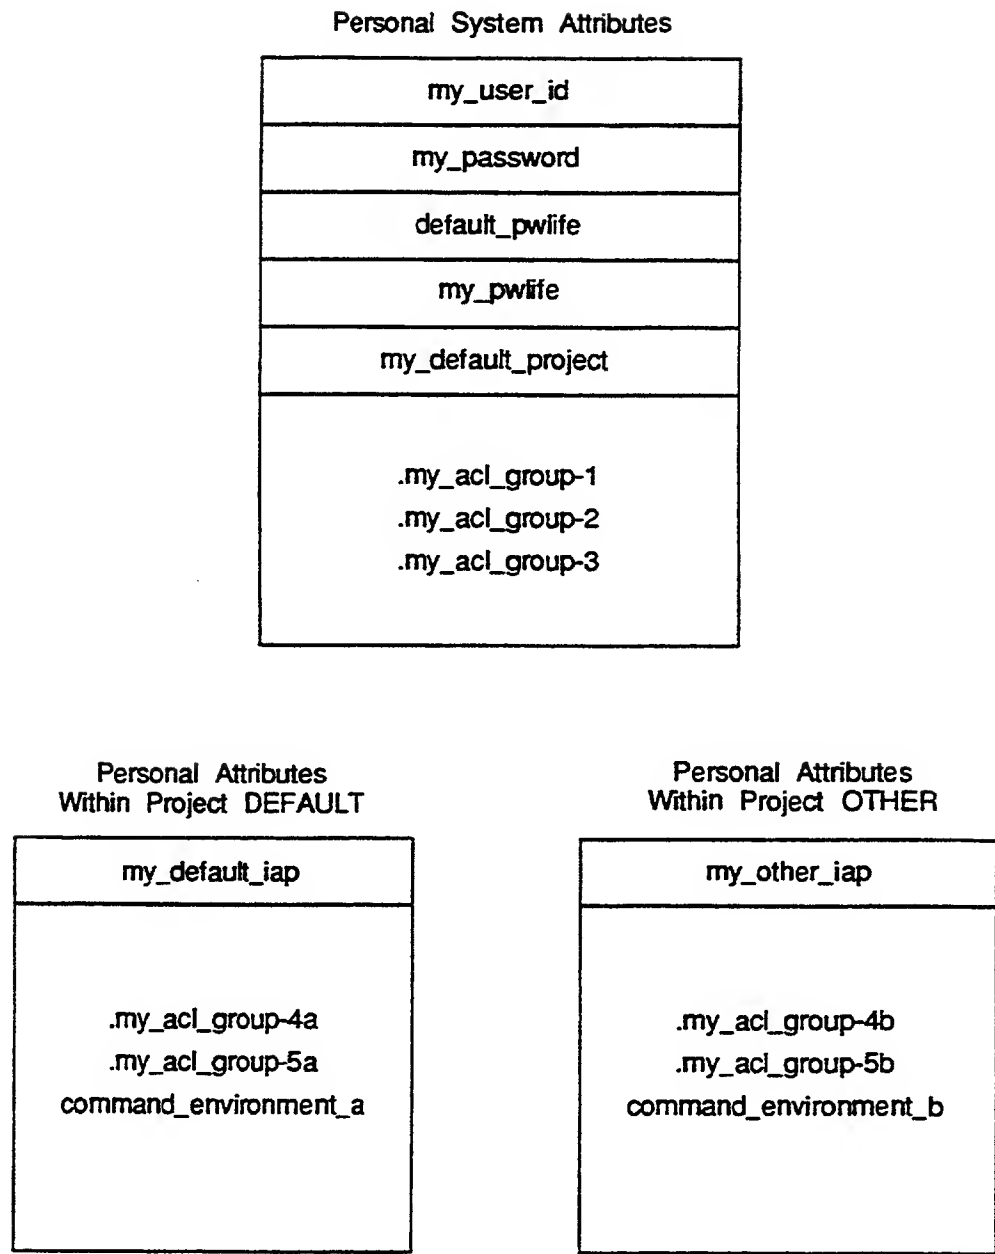 Personal System Attributes
my_user_id
my_password
default_pwlife
my_pwlife
my_default_project
.my_acl_group-1
.my_acl_group-2
.my_acl_group-3
Personal Attributes
Within Project DEFAULT
my_default_iap
.my_acl_group-4a
.my_acl_group-5a
command_environment_a
Personal Attributes
Within Project OTHER
my_other_iap
.my_acl_group-4b
.my_acl_group-5b
command_environment_b